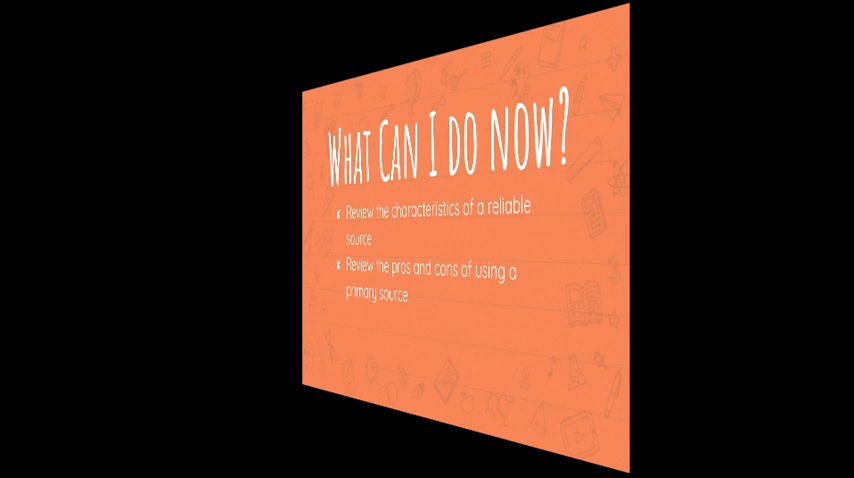 What Can I do now?
x Review the characteristics of a reliable
source
x Review the pros and cons of using a
primary source